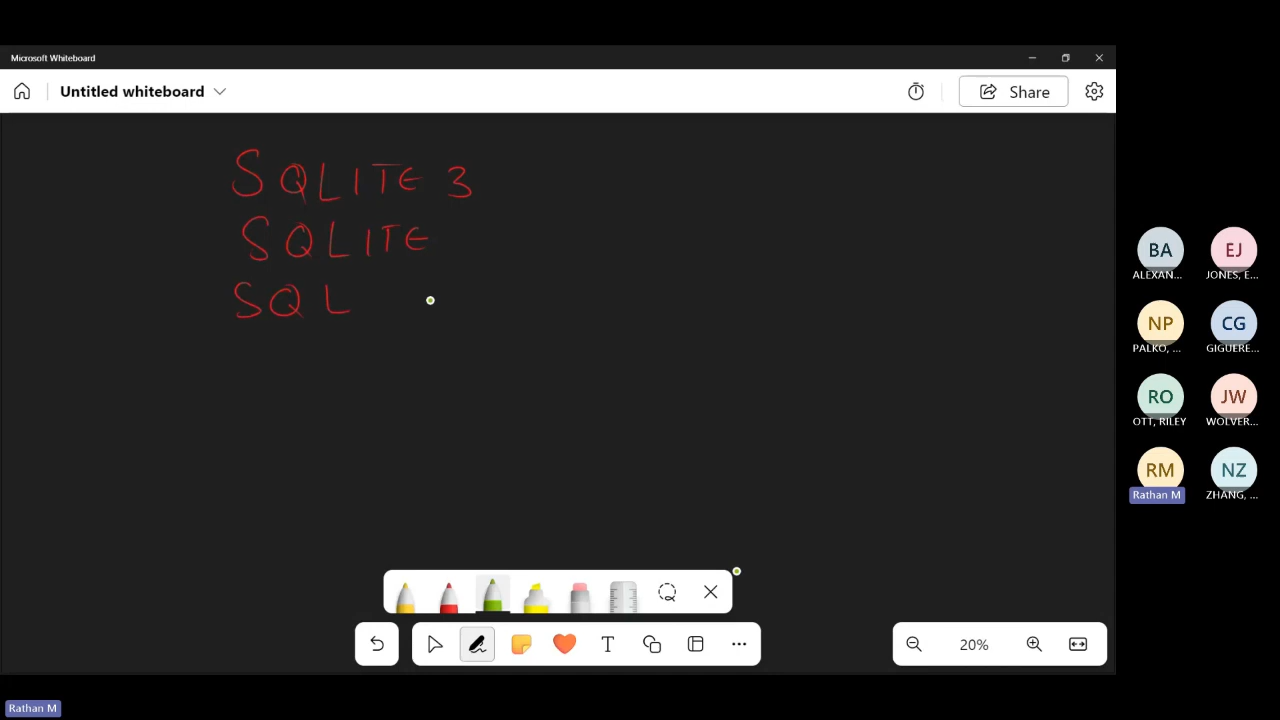 Microsoft Whiteboard
Untitled whiteboard
Share
SQLITE 3
SQLITE
SQL
BA
ALEXAN...
EJ
JONES, E...
NP
PALKO, ...
CG
GIGUERE...
RO
OTT, RILEY
JW
WOLVER...
RM
Rathan M
NZ
ZHANG, ...
T
20%
Rathan M